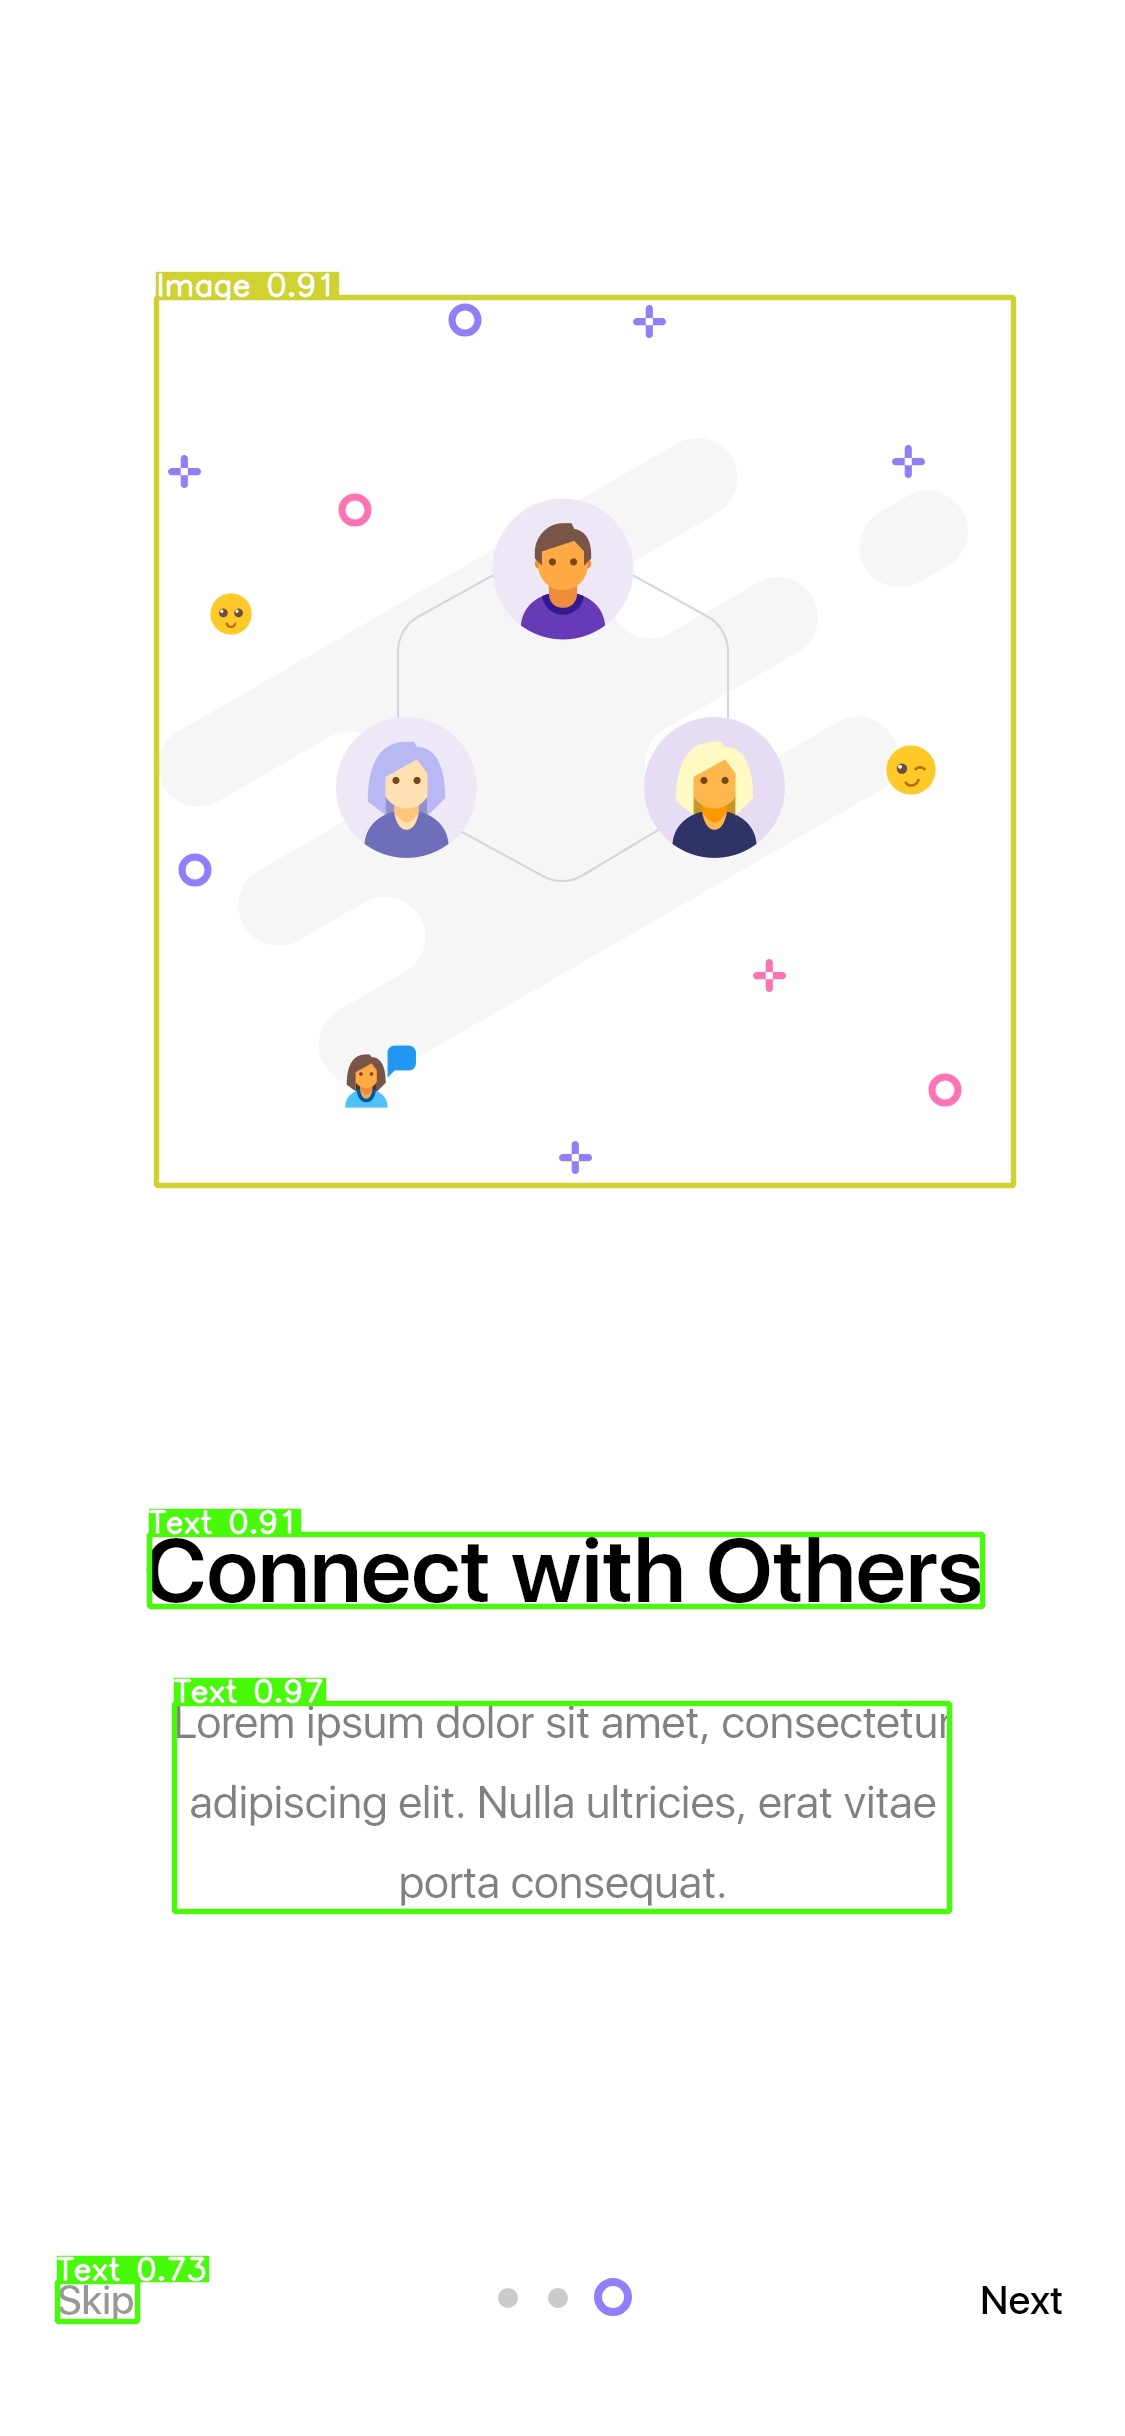 Image 0.91
Text 0.91
Connect with Others
Text 0.97
Lorem ipsum dolor sit amet, consectetur
adipiscing elit. Nulla ultricies, erat vitae
porta consequat.
Text 0.73
Skip
Next